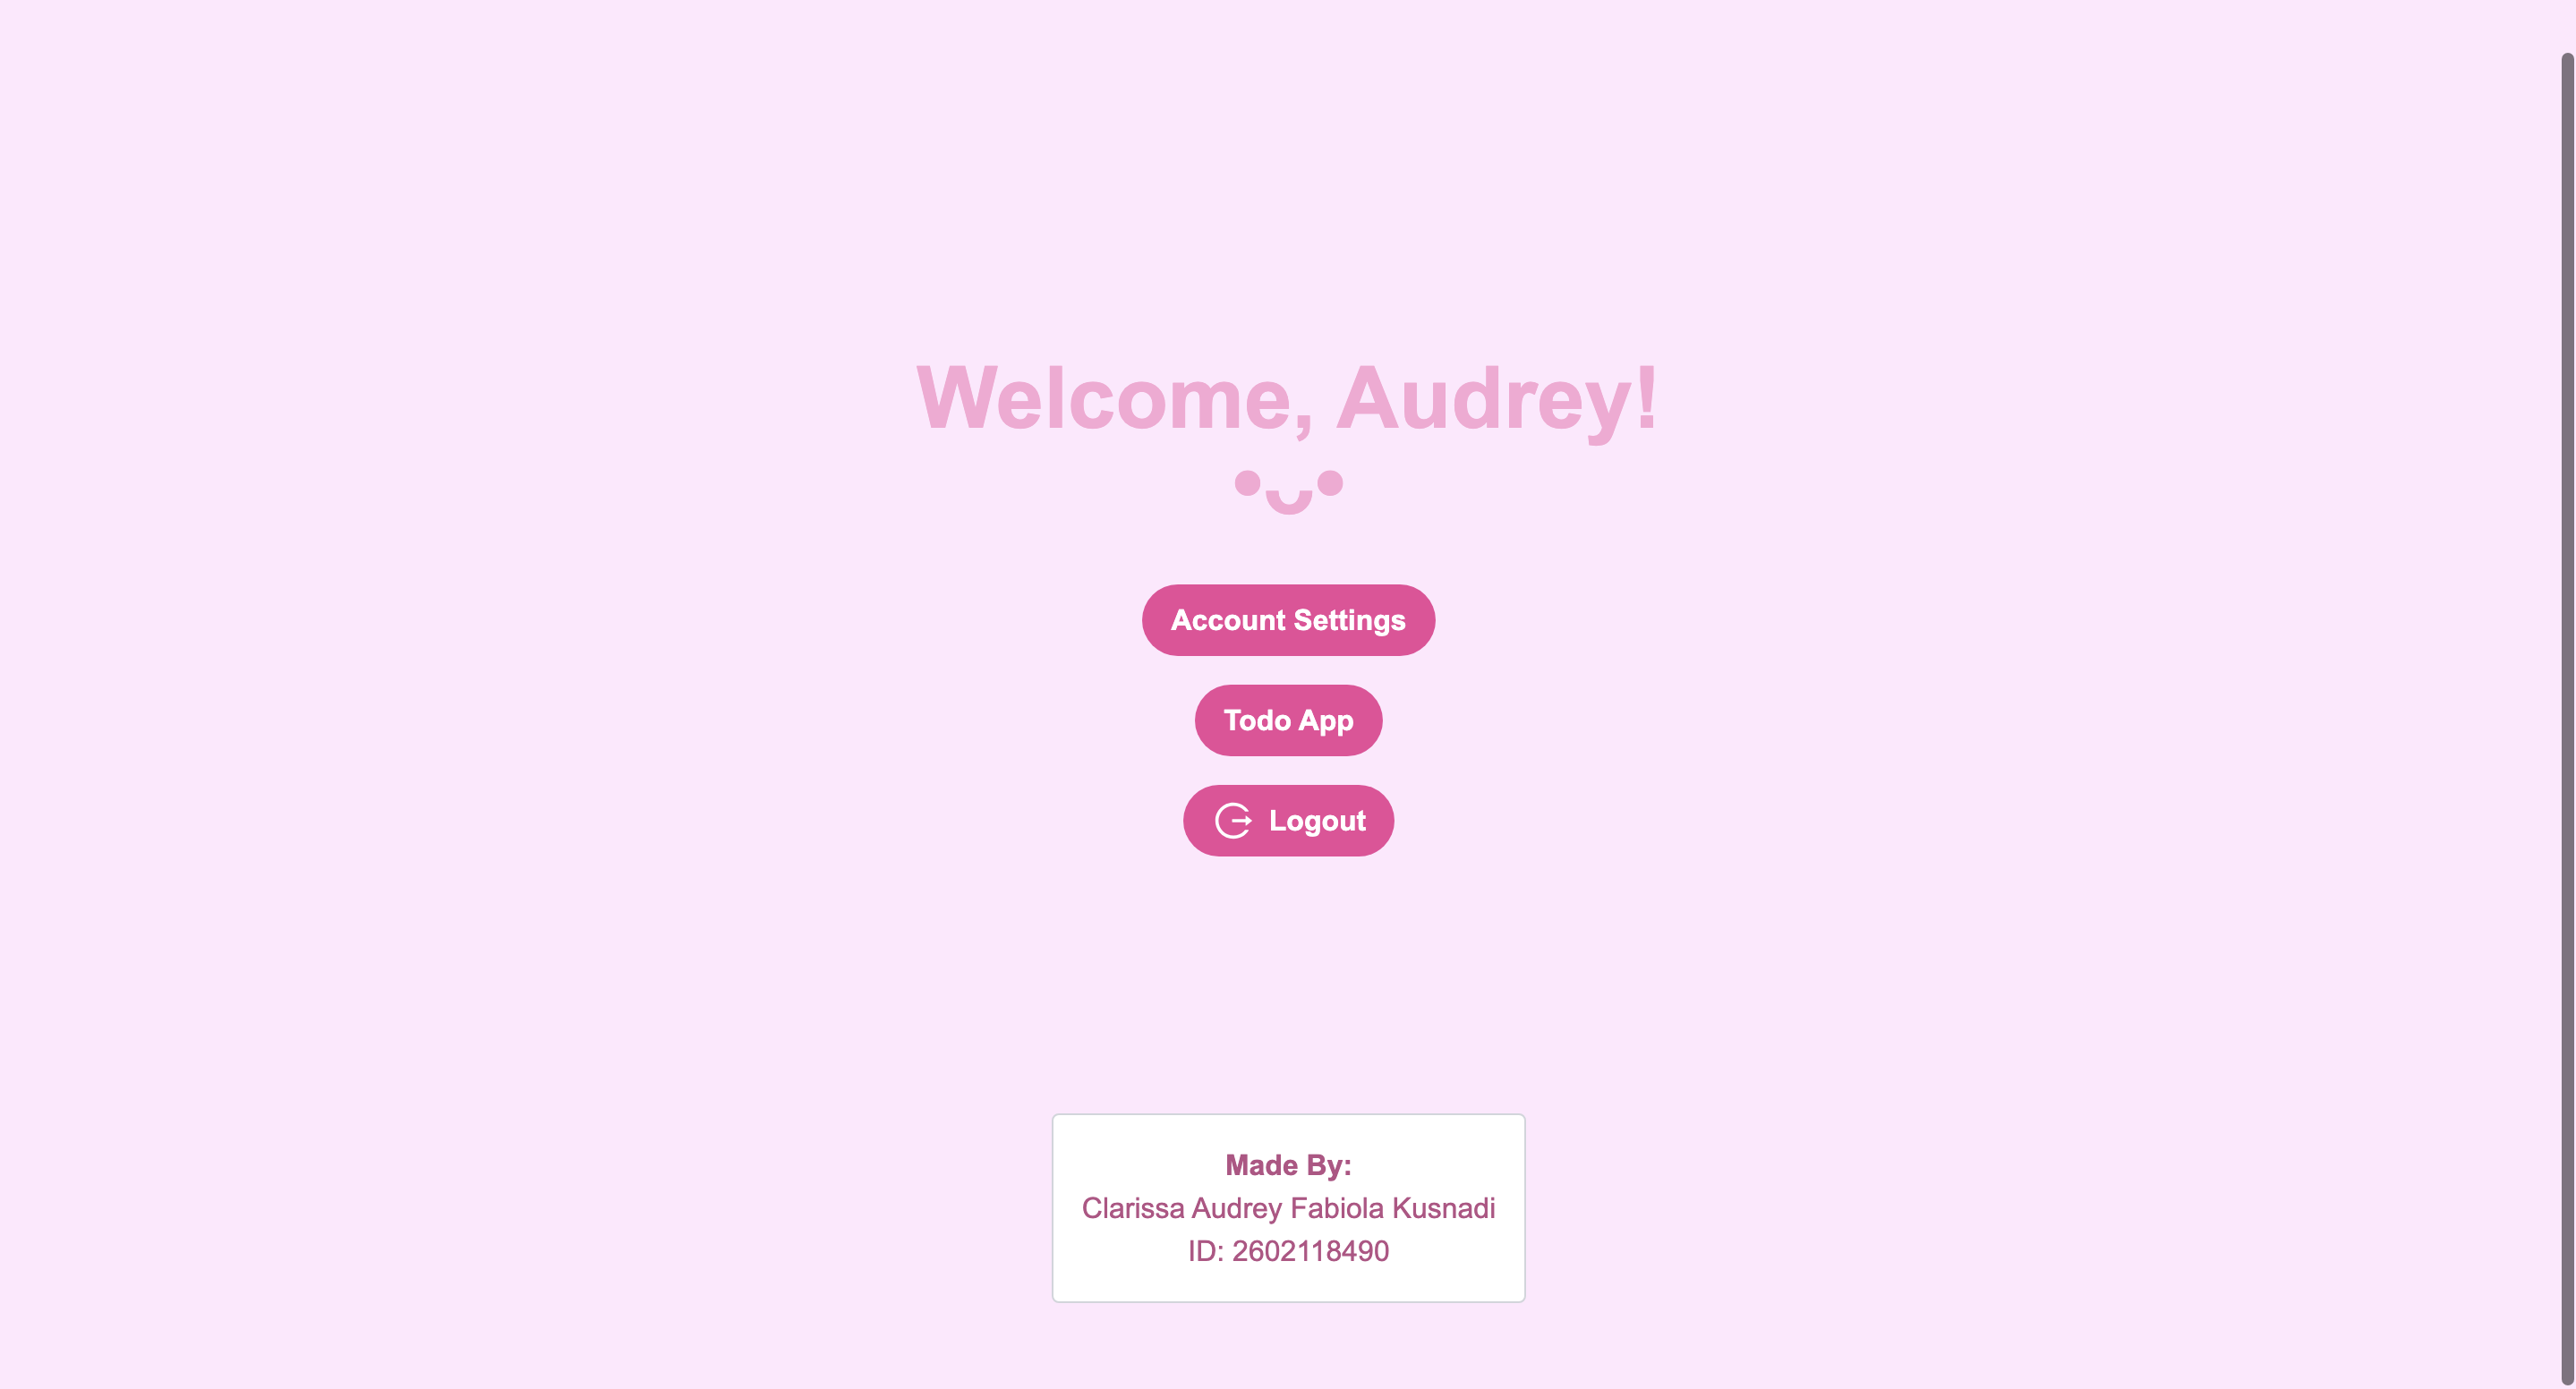 Welcome, Audrey!
•ᴗ•
Account Settings
Todo App
Logout
Made By:
Clarissa Audrey Fabiola Kusnadi
ID: 2602118490